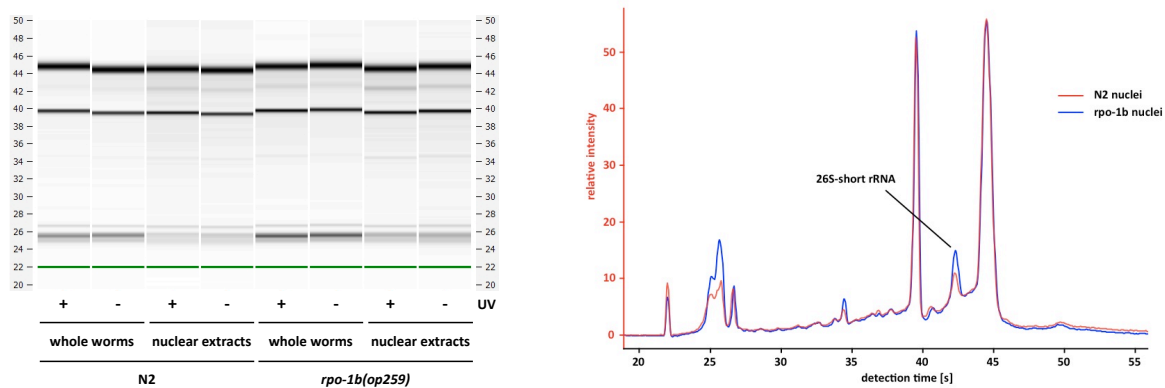 50 50
48 48
46 46
44 44
42 42
40 40
38 38
36 36
34 34
32 32
30 30
28 28
26 26
24 24
22 22
20 20
+ - + - + - + - UV
whole worms nuclear extracts whole worms nuclear extracts
N2 rpo-1b(op259)
relative intensity
50
40
30
20
10
0
N2 nuclei
rpo-1b nuclei
26S-short rRNA
20 25 30 35 40 45 50 55
detection time [s]